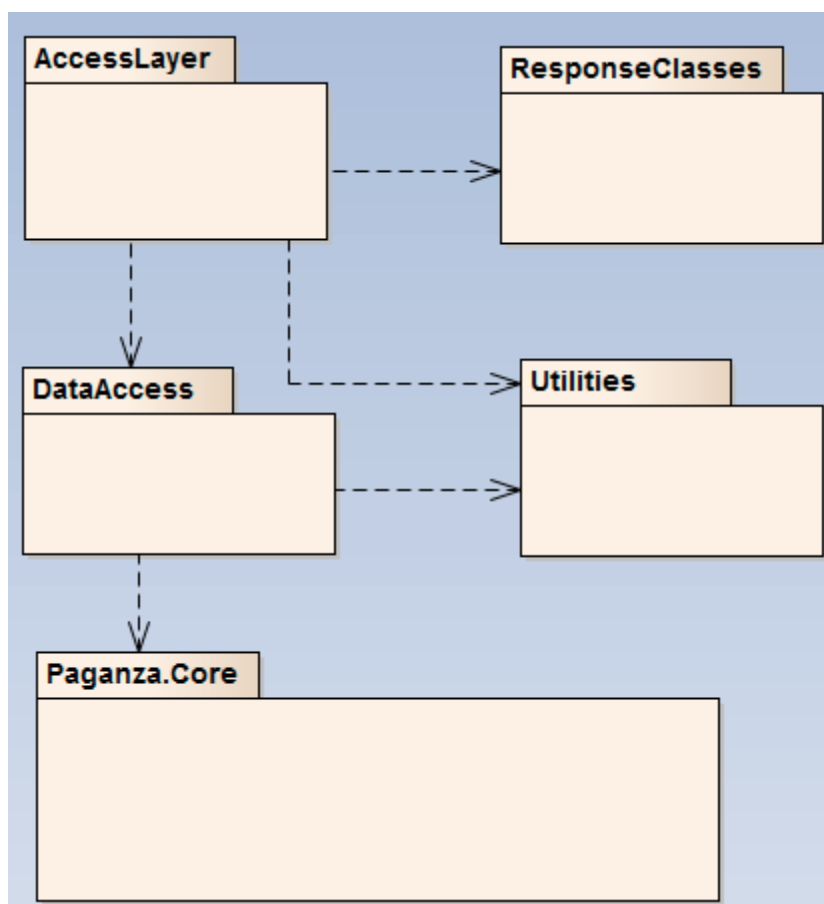 AccessLayer
ResponseClasses
DataAccess
Utilities
Paganza.Core